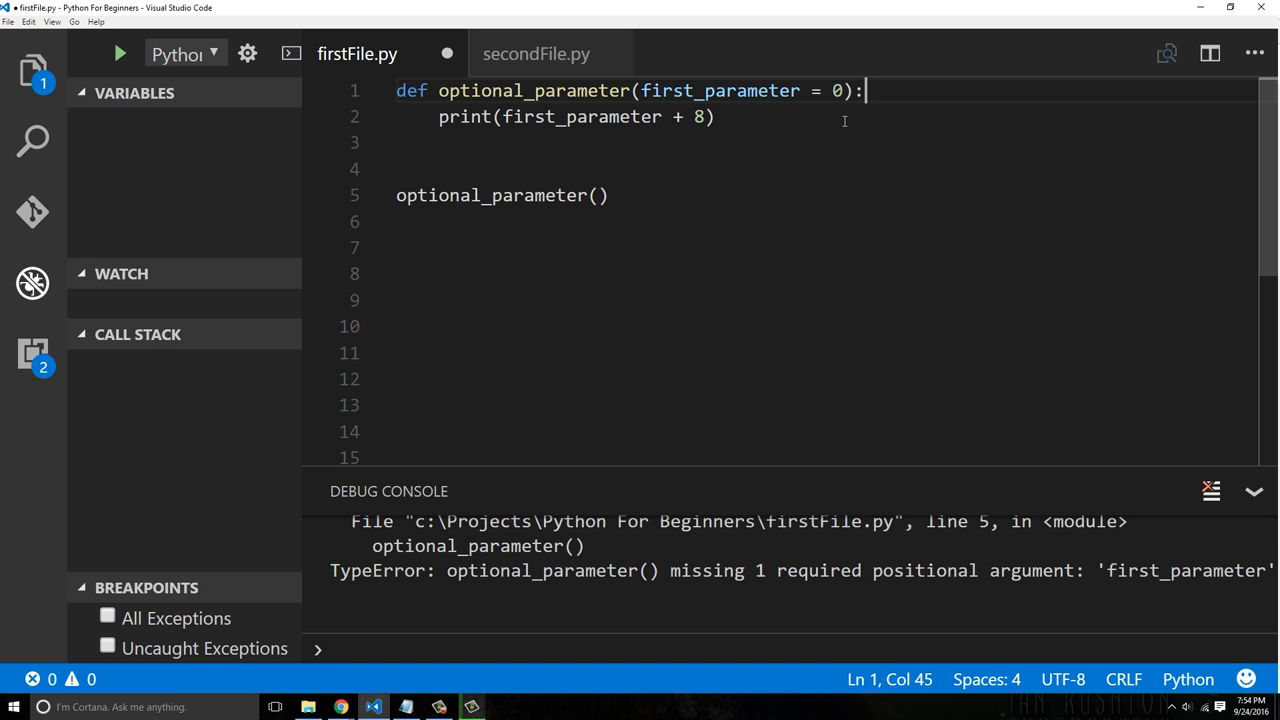 ● firstFile.py - Python For Beginners - Visual Studio Code
File Edit View Go Help
Pythor
firstFile.py
secondFile.py
1
VARIABLES
WATCH
CALL STACK
2
BREAKPOINTS
All Exceptions
Uncaught Exceptions
1 def optional_parameter(first_parameter = 0):
2 print(first_parameter + 8)
3
4
5 optional_parameter()
6
7
8
9
10
11
12
13
14
15
DEBUG CONSOLE
File "c:\Projects\Python For Beginners\firstFile.py", line 5, in <module>
optional_parameter()
TypeError: optional_parameter() missing 1 required positional argument: 'first_parameter'
0 0 Ln 1, Col 45 Spaces: 4 UTF-8 CRLF Python
I'm Cortana. Ask me anything.
7:54 PM
9/24/2016